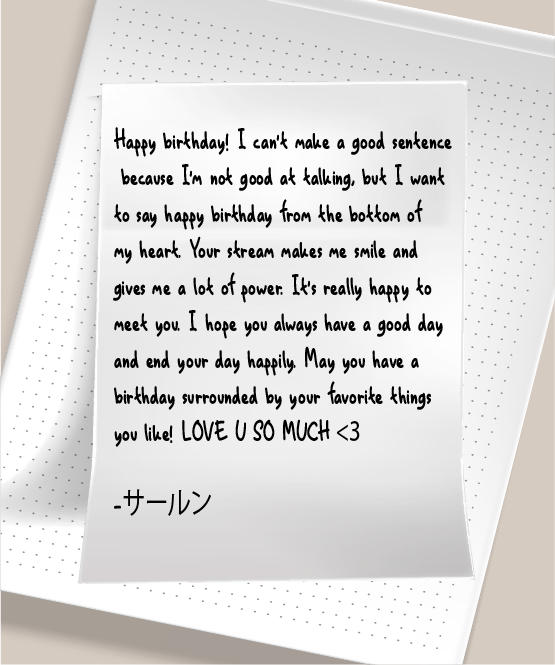 Happy birthday! I can't make a good sentence
because I'm not good at talking, but I want
to say happy birthday from the bottom of
my heart. Your stream makes me smile and
gives me a lot of power. It's really happy to
meet you. I hope you always have a good day
and end your day happily. May you have a
birthday surrounded by your favorite things
you like! LOVE U SO MUCH <3
-サールン